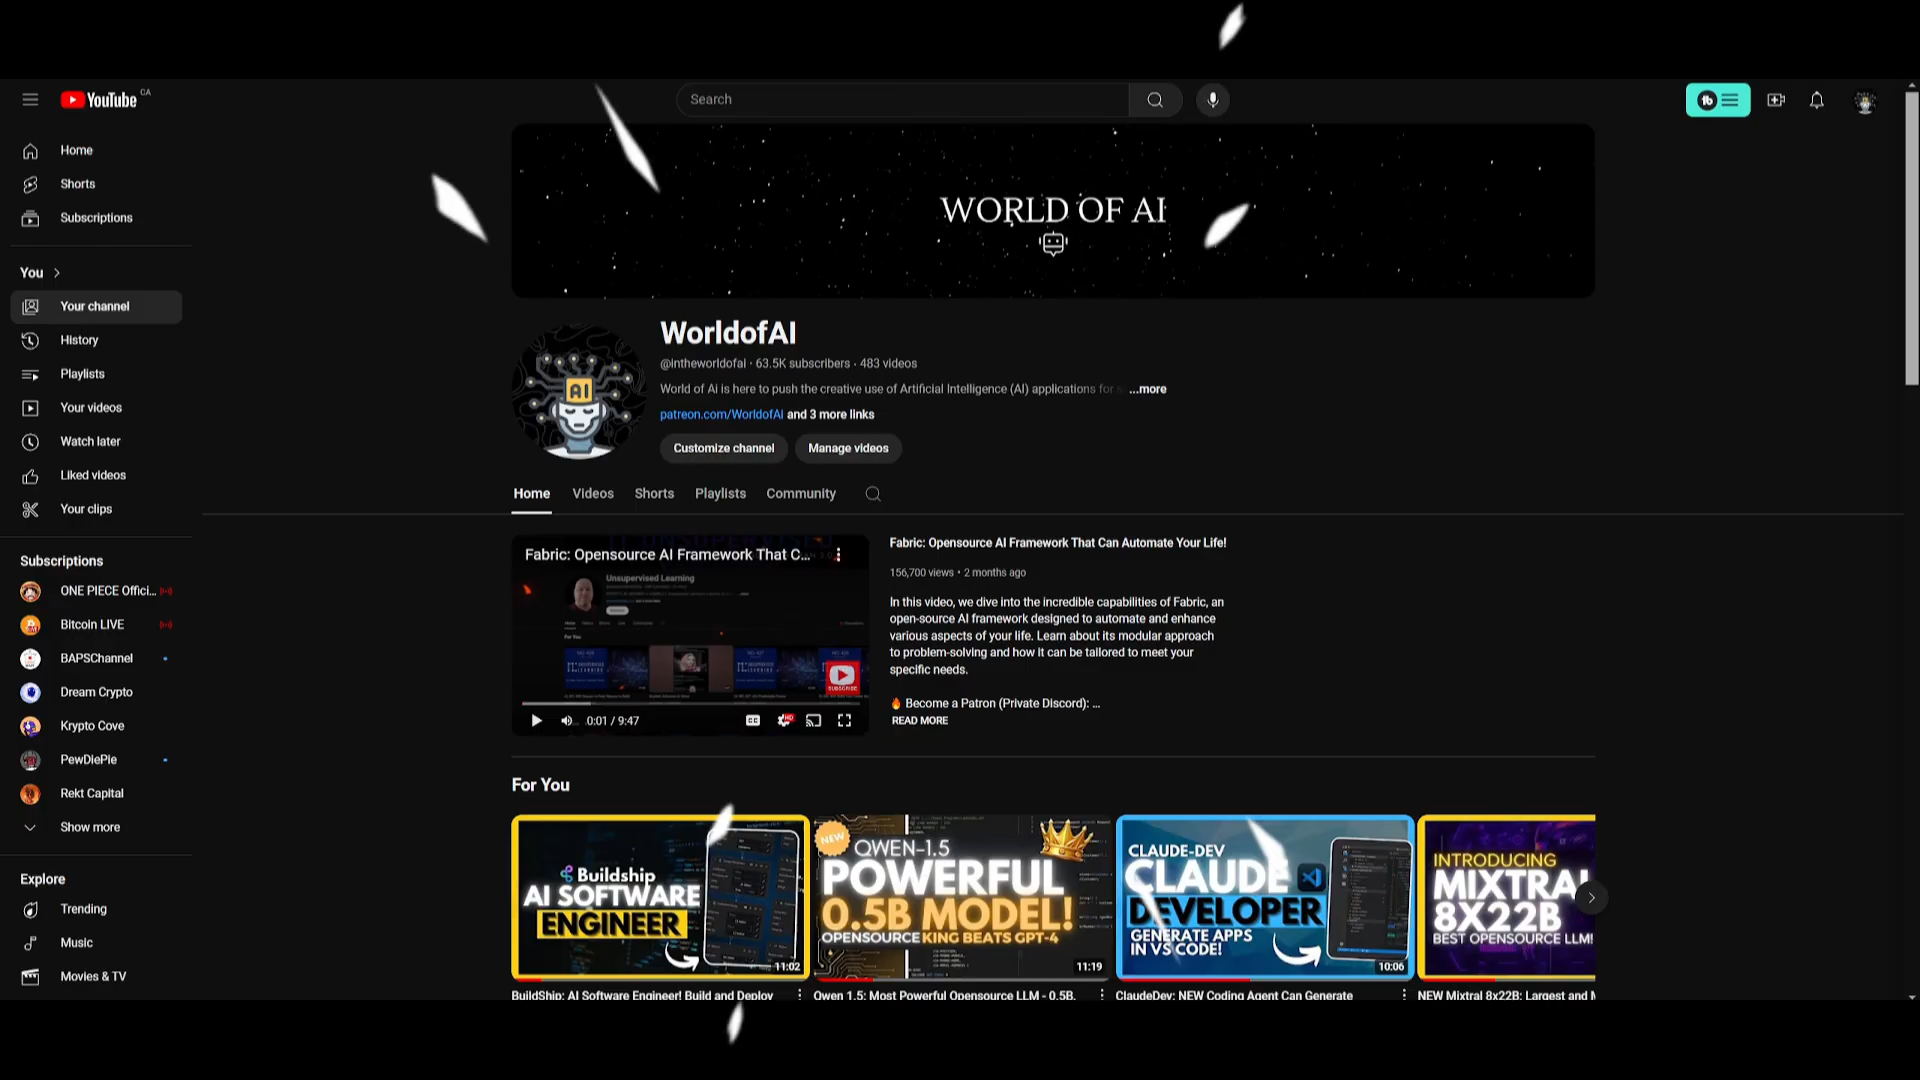 YouTube CA
Search
Home
Shorts
Subscriptions
You
Your channel
History
Playlists
Your videos
Watch later
Liked videos
Your clips
Subscriptions
ONE PIECE Offici...
Bitcoin LIVE
BAPSChannel
Dream Crypto
Krypto Cove
PewDiePie
Rekt Capital
Show more
Explore
Trending
Music
Movies & TV
WORLD OF AI
AI
WorldofAI
@intheworldofai · 63.5K subscribers · 483 videos
World of Ai is here to push the creative use of Artificial Intelligence (AI) applications for ...more
patreon.com/WorldofAI and 3 more links
Customize channel
Manage videos
Home
Videos
Shorts
Playlists
Community
Fabric: Opensource AI Framework That C...
Unsupervised Learning
SUBSCRIBE
0:01 / 9:47
Fabric: Opensource AI Framework That Can Automate Your Life!
156,700 views • 2 months ago
In this video, we dive into the incredible capabilities of Fabric, an
open-source AI framework designed to automate and enhance
various aspects of your life. Learn about its modular approach
to problem-solving and how it can be tailored to meet your
specific needs.
🔥 Become a Patron (Private Discord): ...
READ MORE
For You
Buildship
AI SOFTWARE
ENGINEER
11:02
BuildShip: AI Software Engineer! Build and Deploy
NEW
QWEN-1.5
POWERFUL
0.5B MODEL!
OPENSOURCE KING BEATS GPT-4
11:19
Qwen 1.5: Most Powerful Opensource LLM - 0.5B,
CLAUDE-DEV
CLAUDE
DEVELOPER
GENERATE APPS
IN VS CODE!
10:06
ClaudeDev: NEW Coding Agent Can Generate
INTRODUCING
MIXTRAL
8X22B
BEST OPENSOURCE LLM!
NEW Mixtral 8x22B: Largest and